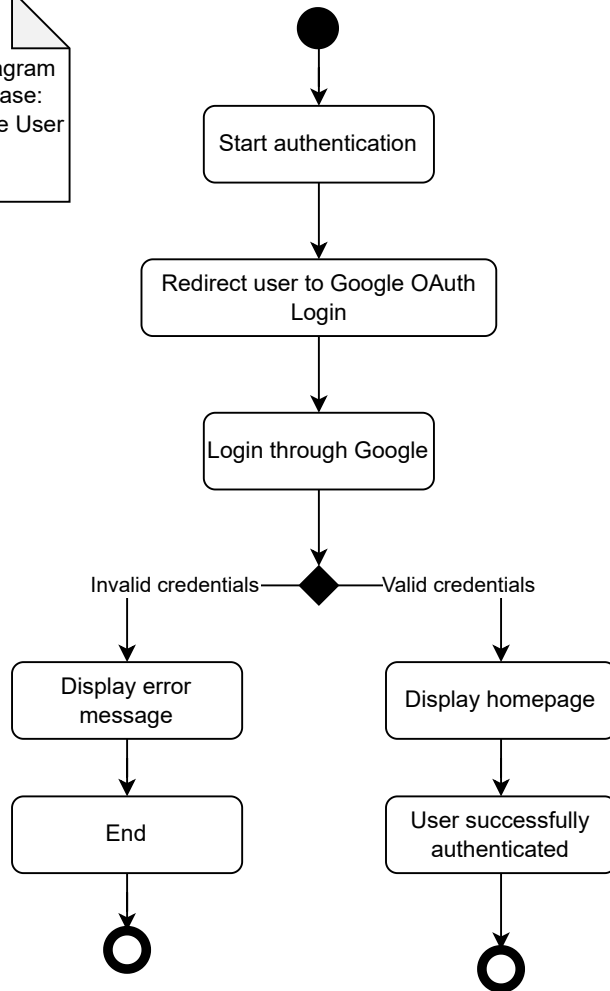 ase:
e User
Start authentication
Redirect user to Google OAuth
Login
Login through Google
Invalid credentials
Valid credentials
Display error
message
Display homepage
End
User successfully
authenticated